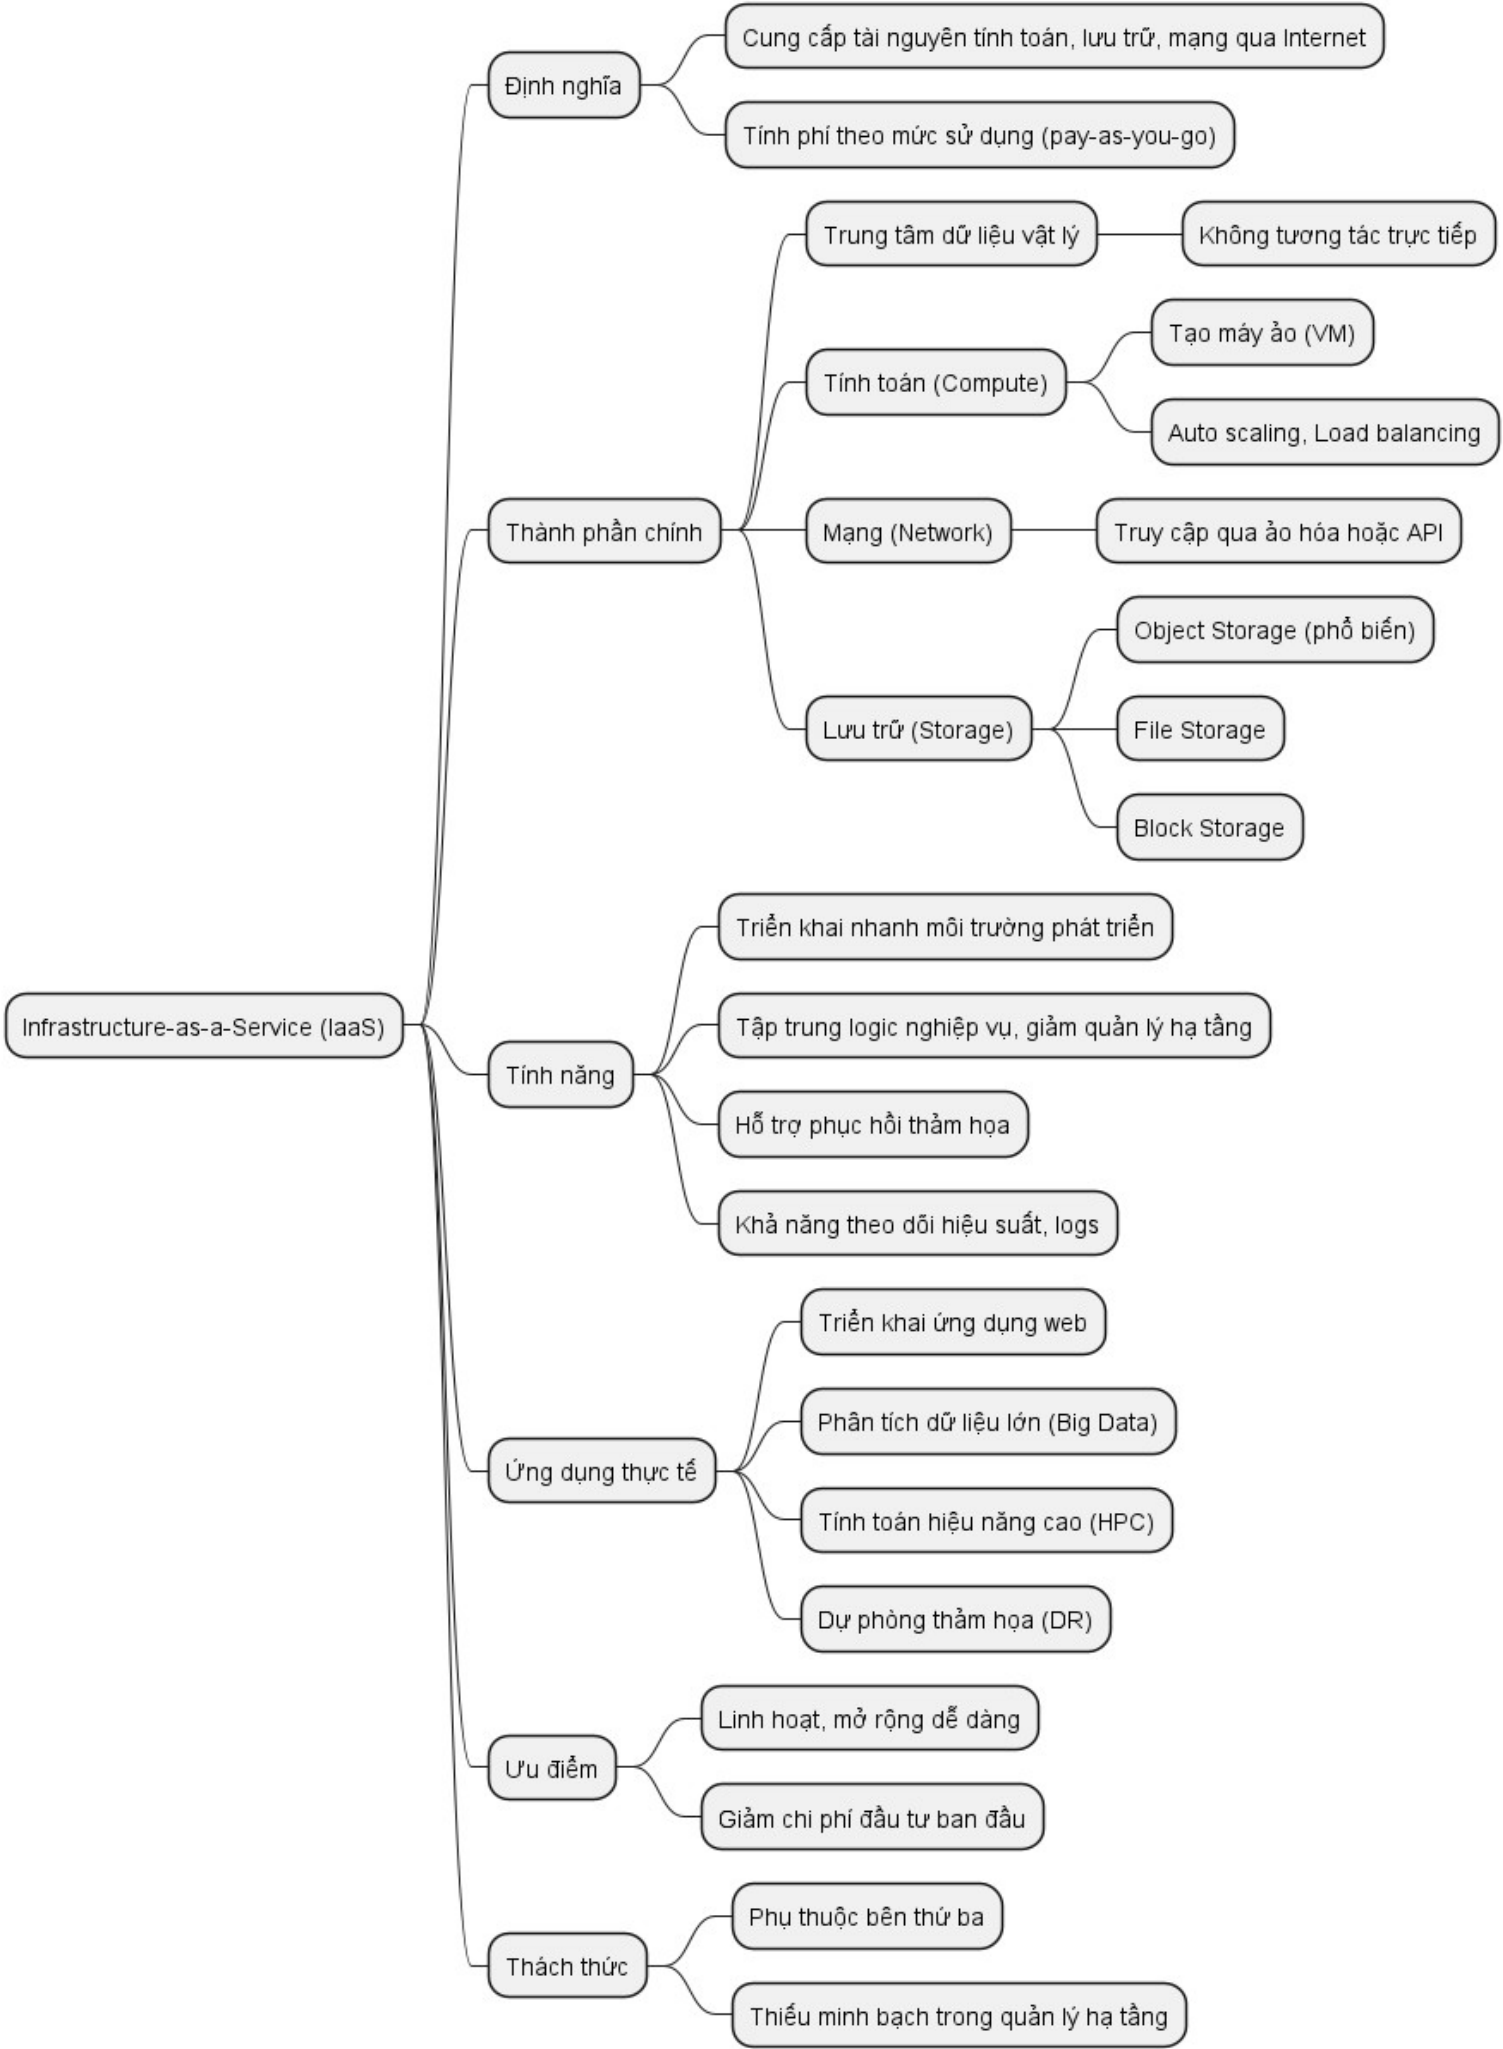 Infrastructure-as-a-Service (IaaS)
Định nghĩa
Cung cấp tài nguyên tính toán, lưu trữ, mạng qua Internet
Tính phí theo mức sử dụng (pay-as-you-go)
Thành phần chính
Trung tâm dữ liệu vật lý
Không tương tác trực tiếp
Tính toán (Compute)
Tạo máy ảo (VM)
Auto scaling, Load balancing
Mạng (Network)
Truy cập qua ảo hóa hoặc API
Lưu trữ (Storage)
Object Storage (phổ biến)
File Storage
Block Storage
Tính năng
Triển khai nhanh môi trường phát triển
Tập trung logic nghiệp vụ, giảm quản lý hạ tầng
Hỗ trợ phục hồi thảm họa
Khả năng theo dõi hiệu suất, logs
Ứng dụng thực tế
Triển khai ứng dụng web
Phân tích dữ liệu lớn (Big Data)
Tính toán hiệu năng cao (HPC)
Dự phòng thảm họa (DR)
Ưu điểm
Linh hoạt, mở rộng dễ dàng
Giảm chi phí đầu tư ban đầu
Thách thức
Phụ thuộc bên thứ ba
Thiếu minh bạch trong quản lý hạ tầng